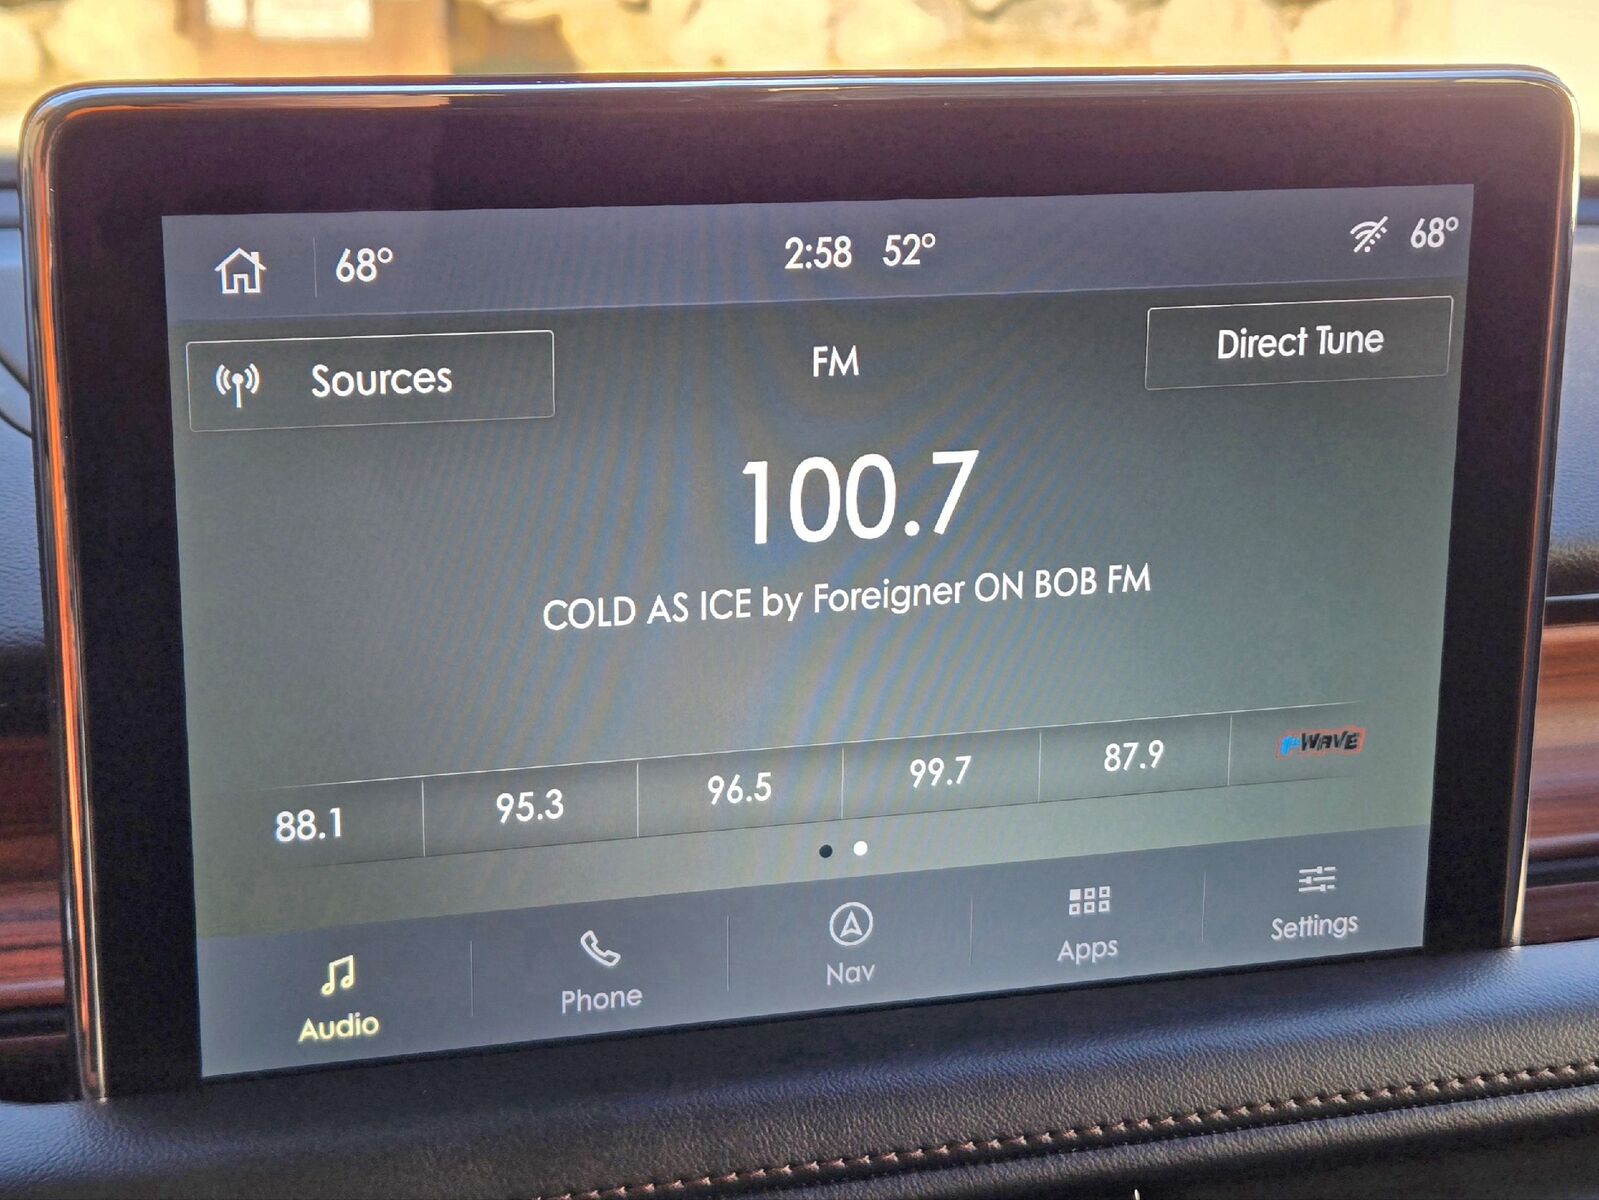 68° 2:58 52° 68°
Sources FM Direct Tune
100.7
COLD AS ICE by Foreigner ON BOB FM
88.1 95.3 96.5 99.7 87.9 1st WAVE
Audio Phone Nav Apps Settings